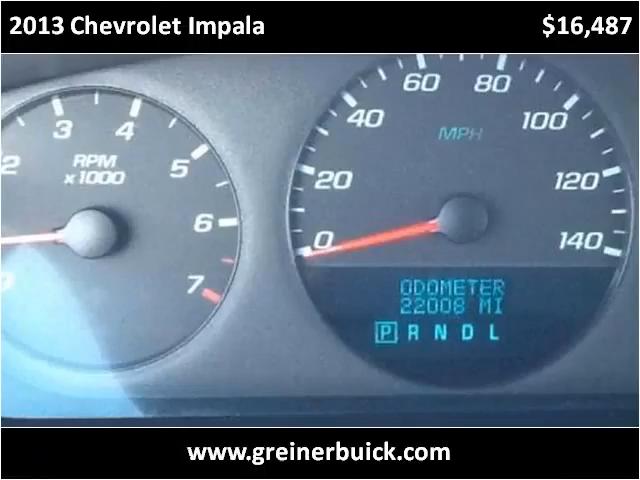 2013 Chevrolet Impala $16,487
2 3 4 5 6 7
RPM
x1000
0 20 40 60 80 100 120 140
MPH
ODOMETER
22008 MI
P R N D L
www.greinerbuick.com